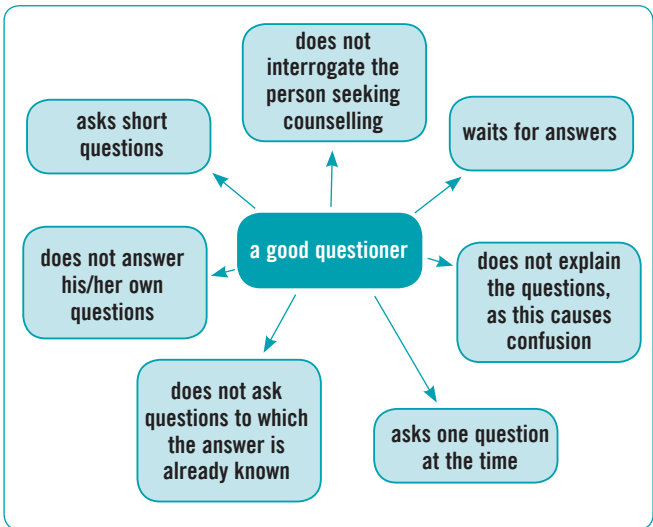 does not
interrogate the
person seeking
counselling
asks short
questions
waits for answers
a good questioner
does not answer
his/her own
questions
does not explain
the questions,
as this causes
confusion
does not ask
questions to which
the answer is
already known
asks one question
at the time